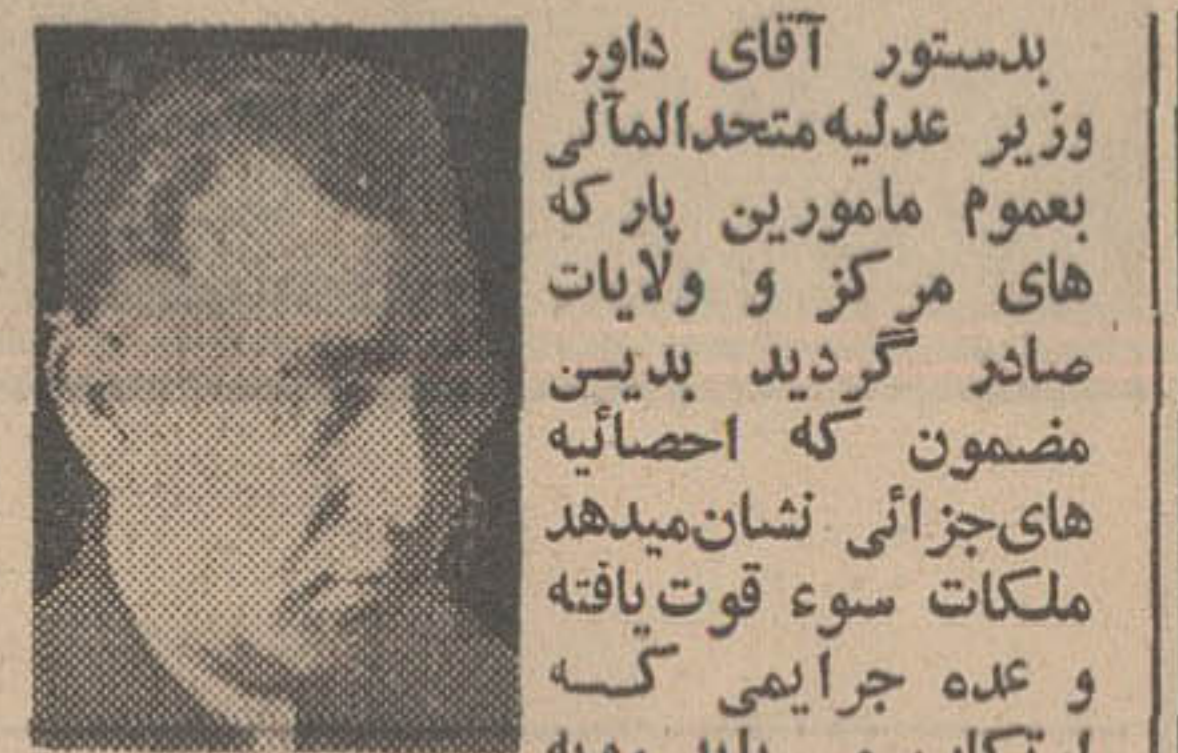 بدستور آقای داور
وزیر عدلیه متحدالمآلی
بعموم مامورین پارکه
های مرکز و ولایات
صادر گردید بدیسن
مضمون که احصائیه
های جزائی نشان میدهد
ملکات سوء قوت یافته
و عده جرایمی که